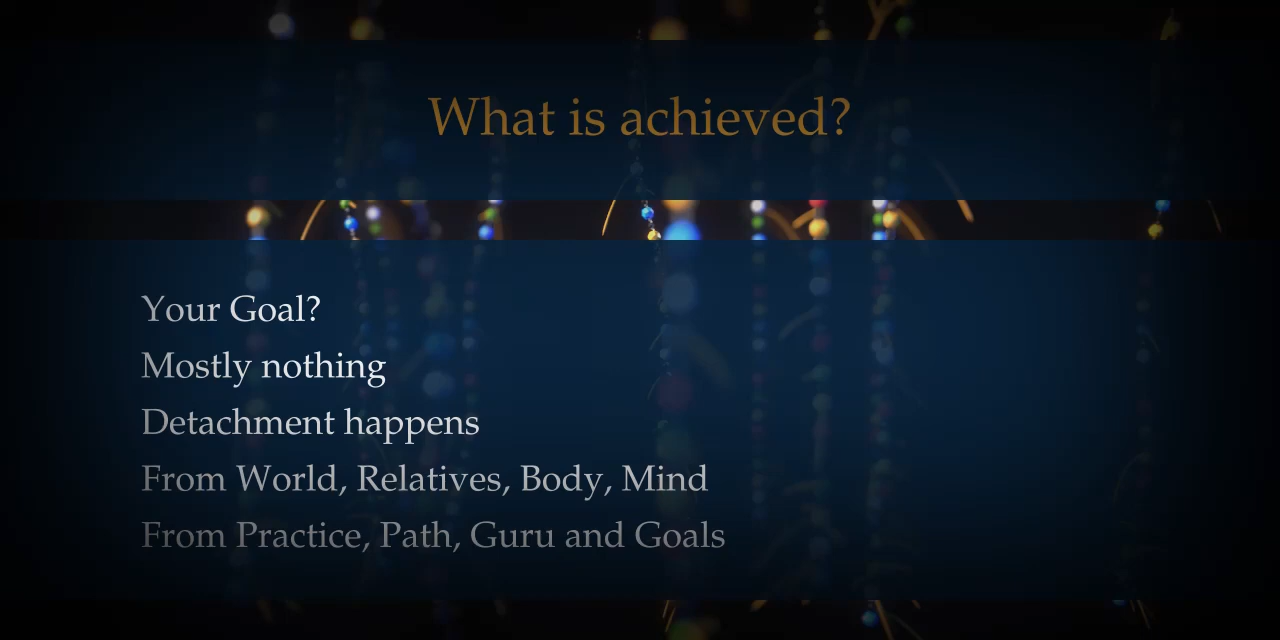 What is achieved?
Your Goal?
Mostly nothing
Detachment happens
From World, Relatives, Body, Mind
From Practice, Path, Guru and Goals